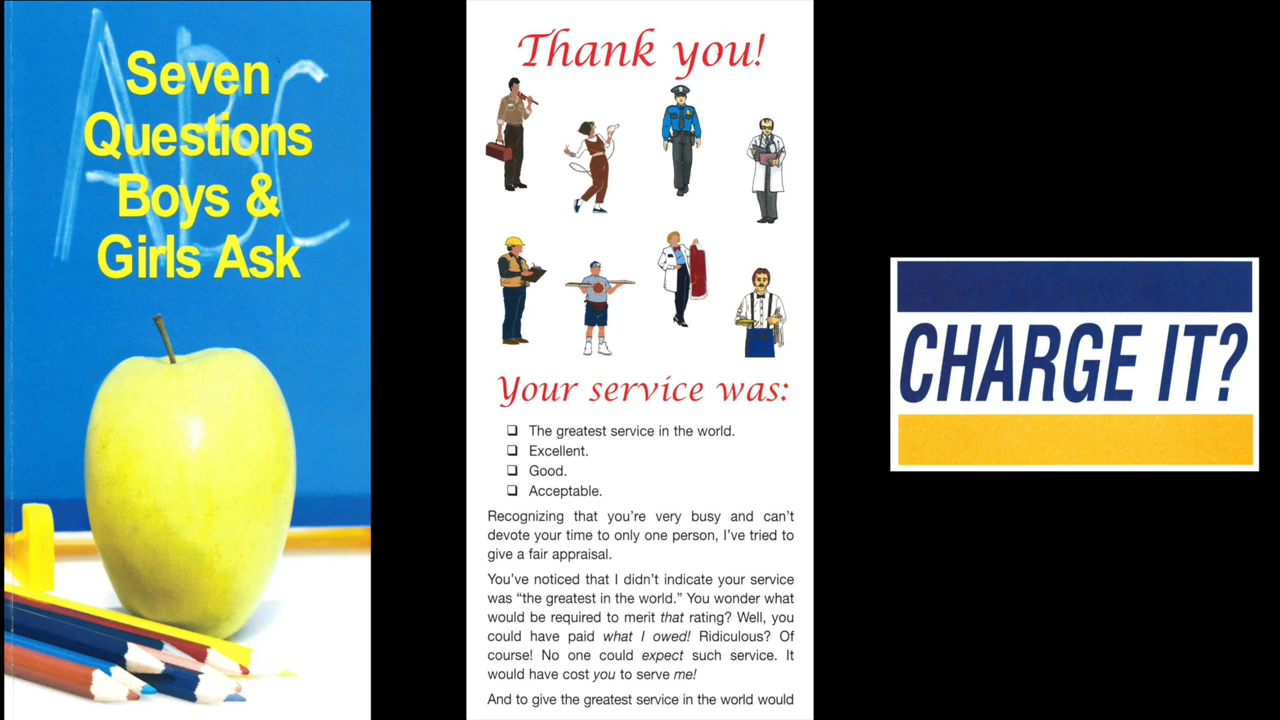 ABC
Seven
Questions
Boys &
Girls Ask
Thank you!
Your service was:
❑ The greatest service in the world.
❑ Excellent.
❑ Good.
❑ Acceptable.
Recognizing that you're very busy and can't
devote your time to only one person, I've tried to
give a fair appraisal.
You've noticed that I didn't indicate your service
was “the greatest in the world.” You wonder what
would be required to merit that rating? Well, you
could have paid what I owed! Ridiculous? Of
course! No one could expect such service. It
would have cost you to serve me!
And to give the greatest service in the world would
CHARGE IT?